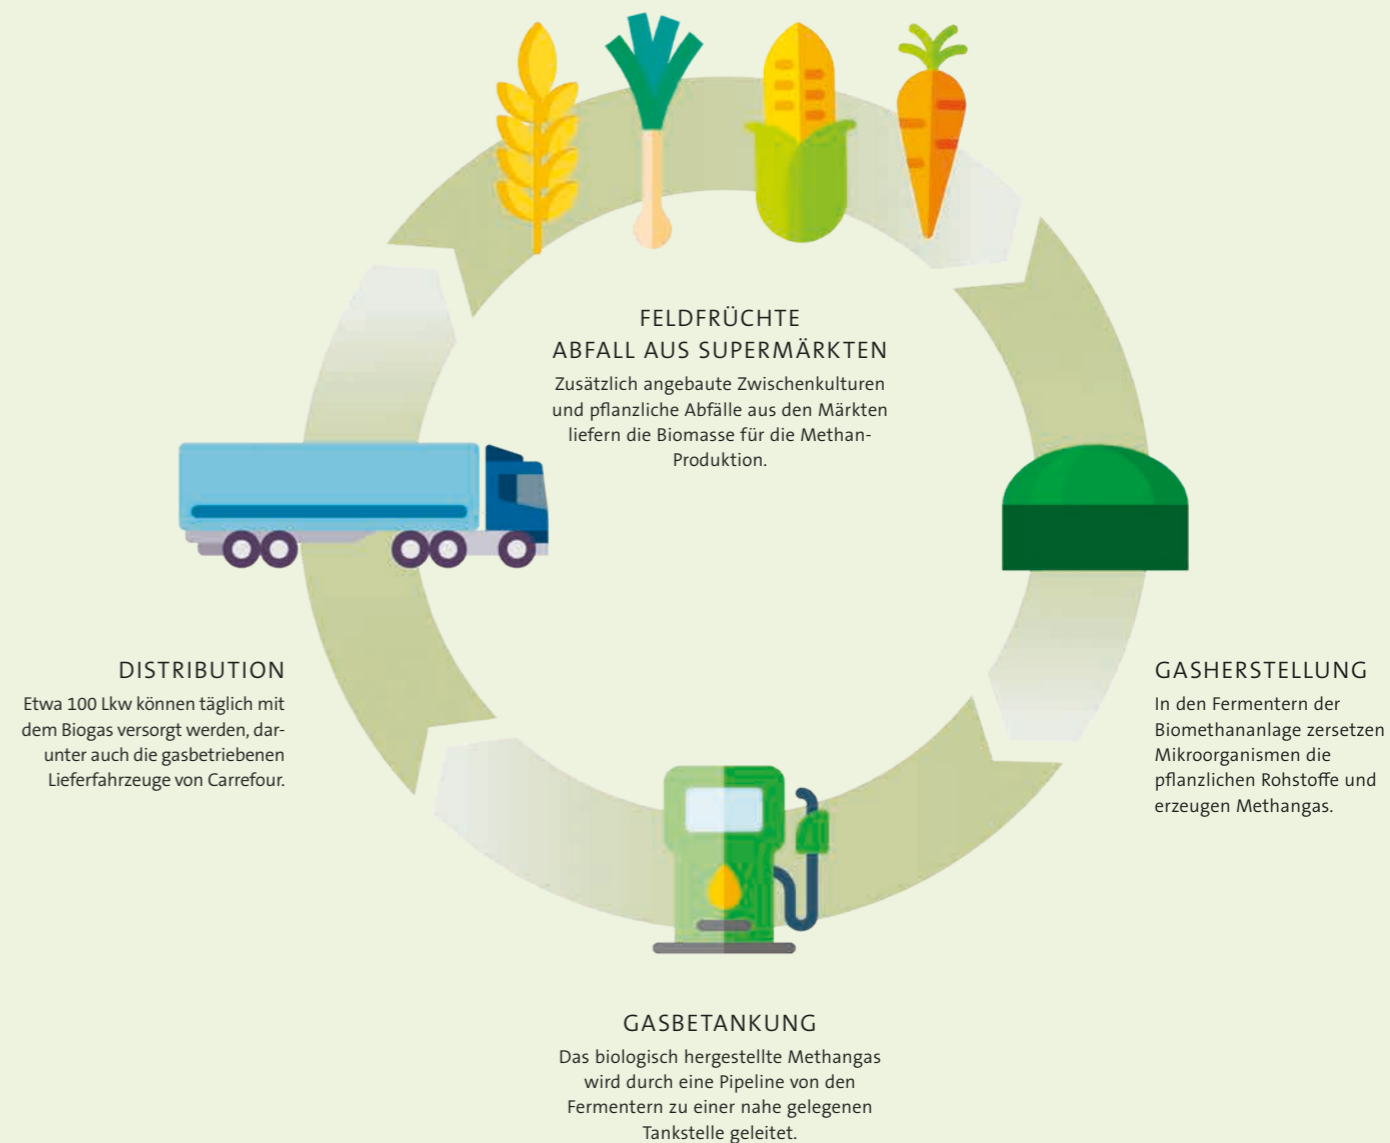 FELDFRÜCHTE
ABFALL AUS SUPERMÄRKTEN
Zusätzlich angebaute Zwischenkulturen
und pflanzliche Abfälle aus den Märkten
liefern die Biomasse für die Methan-
Produktion.
DISTRIBUTION
Etwa 100 Lkw können täglich mit
dem Biogas versorgt werden, dar-
unter auch die gasbetriebenen
Lieferfahrzeuge von Carrefour.
GASHERSTELLUNG
In den Fermentern der
Biomethananlage zersetzen
Mikroorganismen die
pflanzlichen Rohstoffe und
erzeugen Methangas.
GASBETANKUNG
Das biologisch hergestellte Methangas
wird durch eine Pipeline von den
Fermentern zu einer nahe gelegenen
Tankstelle geleitet.